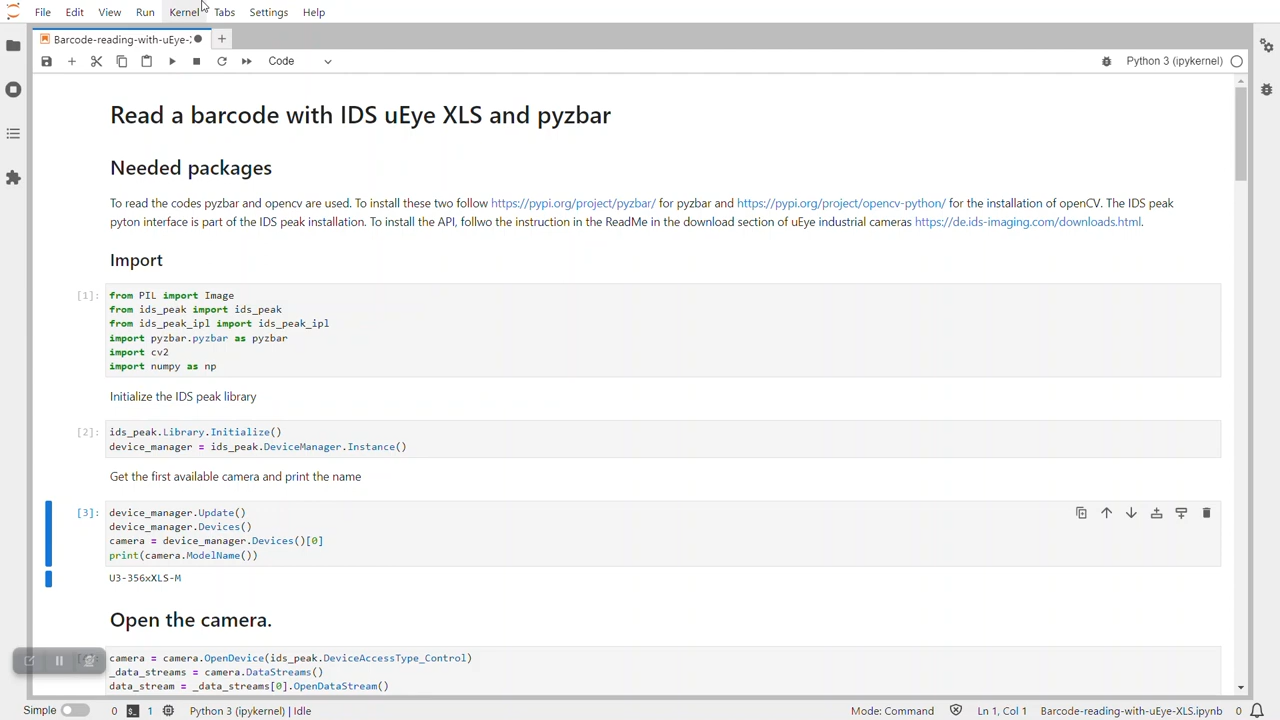 File Edit View Run Kernel Tabs Settings Help
Barcode-reading-with-uEye-
Code
Python 3 (ipykernel)
Read a barcode with IDS uEye XLS and pyzbar
Needed packages
To read the codes pyzbar and opencv are used. To install these two follow https://pypi.org/project/pyzbar/ for pyzbar and https://pypi.org/project/opencv-python/ for the installation of openCV. The IDS peak
pyton interface is part of the IDS peak installation. To install the API, follwo the instruction in the ReadMe in the download section of uEye industrial cameras https://de.ids-imaging.com/downloads.html.
Import
[1]: from PIL import Image
from ids_peak import ids_peak
from ids_peak_ipl import ids_peak_ipl
import pyzbar.pyzbar as pyzbar
import cv2
import numpy as np
Initialize the IDS peak library
[2]: ids_peak.Library.Initialize()
device_manager = ids_peak.DeviceManager.Instance()
Get the first available camera and print the name
[3]: device_manager.Update()
device_manager.Devices()
camera = device_manager.Devices()[0]
print(camera.ModelName())
U3-356xXLS-M
Open the camera.
camera = camera.OpenDevice(ids_peak.DeviceAccessType_Control)
_data_streams = camera.DataStreams()
data_stream = _data_streams[0].OpenDataStream()
Simple 0 1 Python 3 (ipykernel) | Idle Mode: Command Ln 1, Col 1 Barcode-reading-with-uEye-XLS.ipynb 0